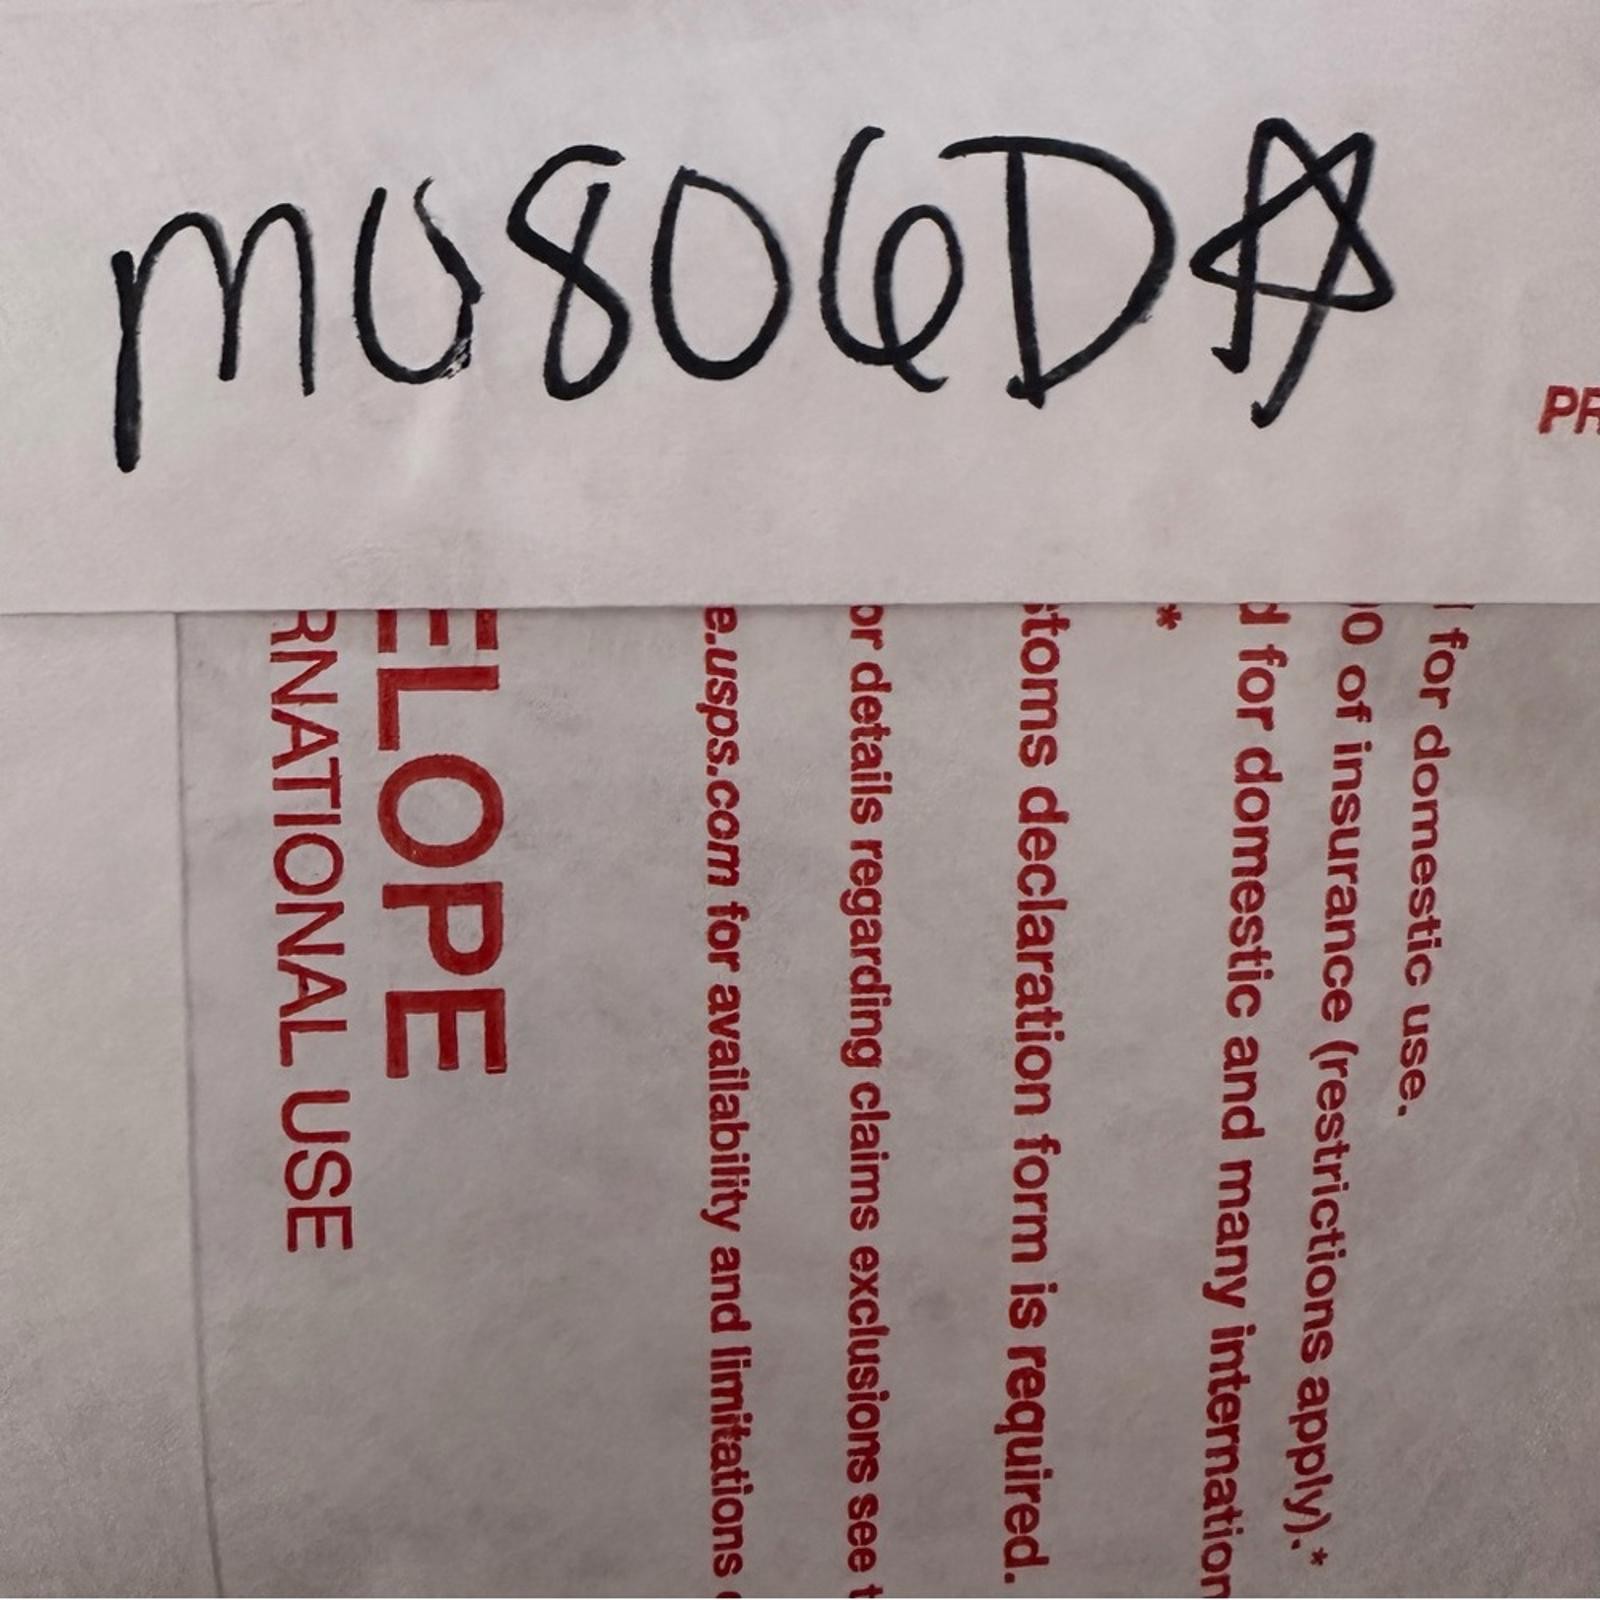 MU806D☆
PR
ELOPE
RNATIONAL USE
e.usps.com for availability and limitations
or details regarding claims exclusions see
stoms declaration form is required.
*
d for domestic and many internation
00 of insurance (restrictions apply).*
for domestic use.